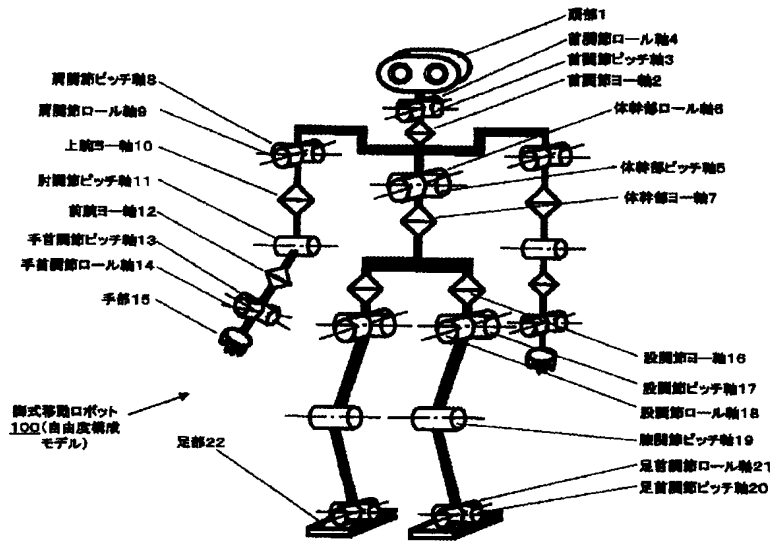 頭部1
首関節ロール軸4
首関節ピッチ軸3
首関節ヨー軸2
体幹部ロール軸6
体幹部ピッチ軸5
体幹部ヨー軸7
肩関節ピッチ軸8
肩関節ロール軸9
上腕ヨー軸10
肘関節ピッチ軸11
前腕ヨー軸12
手首関節ピッチ軸13
手首関節ロール軸14
手部15
股関節ヨー軸16
股関節ピッチ軸17
股関節ロール軸18
膝関節ピッチ軸19
足首関節ロール軸21
足首関節ピッチ軸20
脚式移動ロボット
100(自由度構成
モデル)
足部22